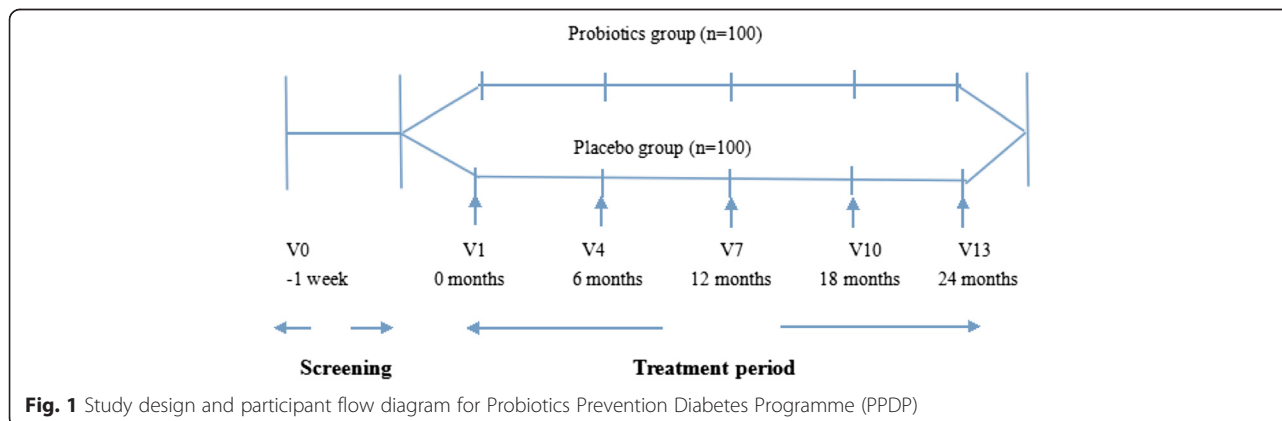 Probiotics group (n=100)
Placebo group (n=100)
V0 V1 V4 V7 V10 V13
-1 week 0 months 6 months 12 months 18 months 24 months
Screening Treatment period
Fig. 1 Study design and participant flow diagram for Probiotics Prevention Diabetes Programme (PPDP)